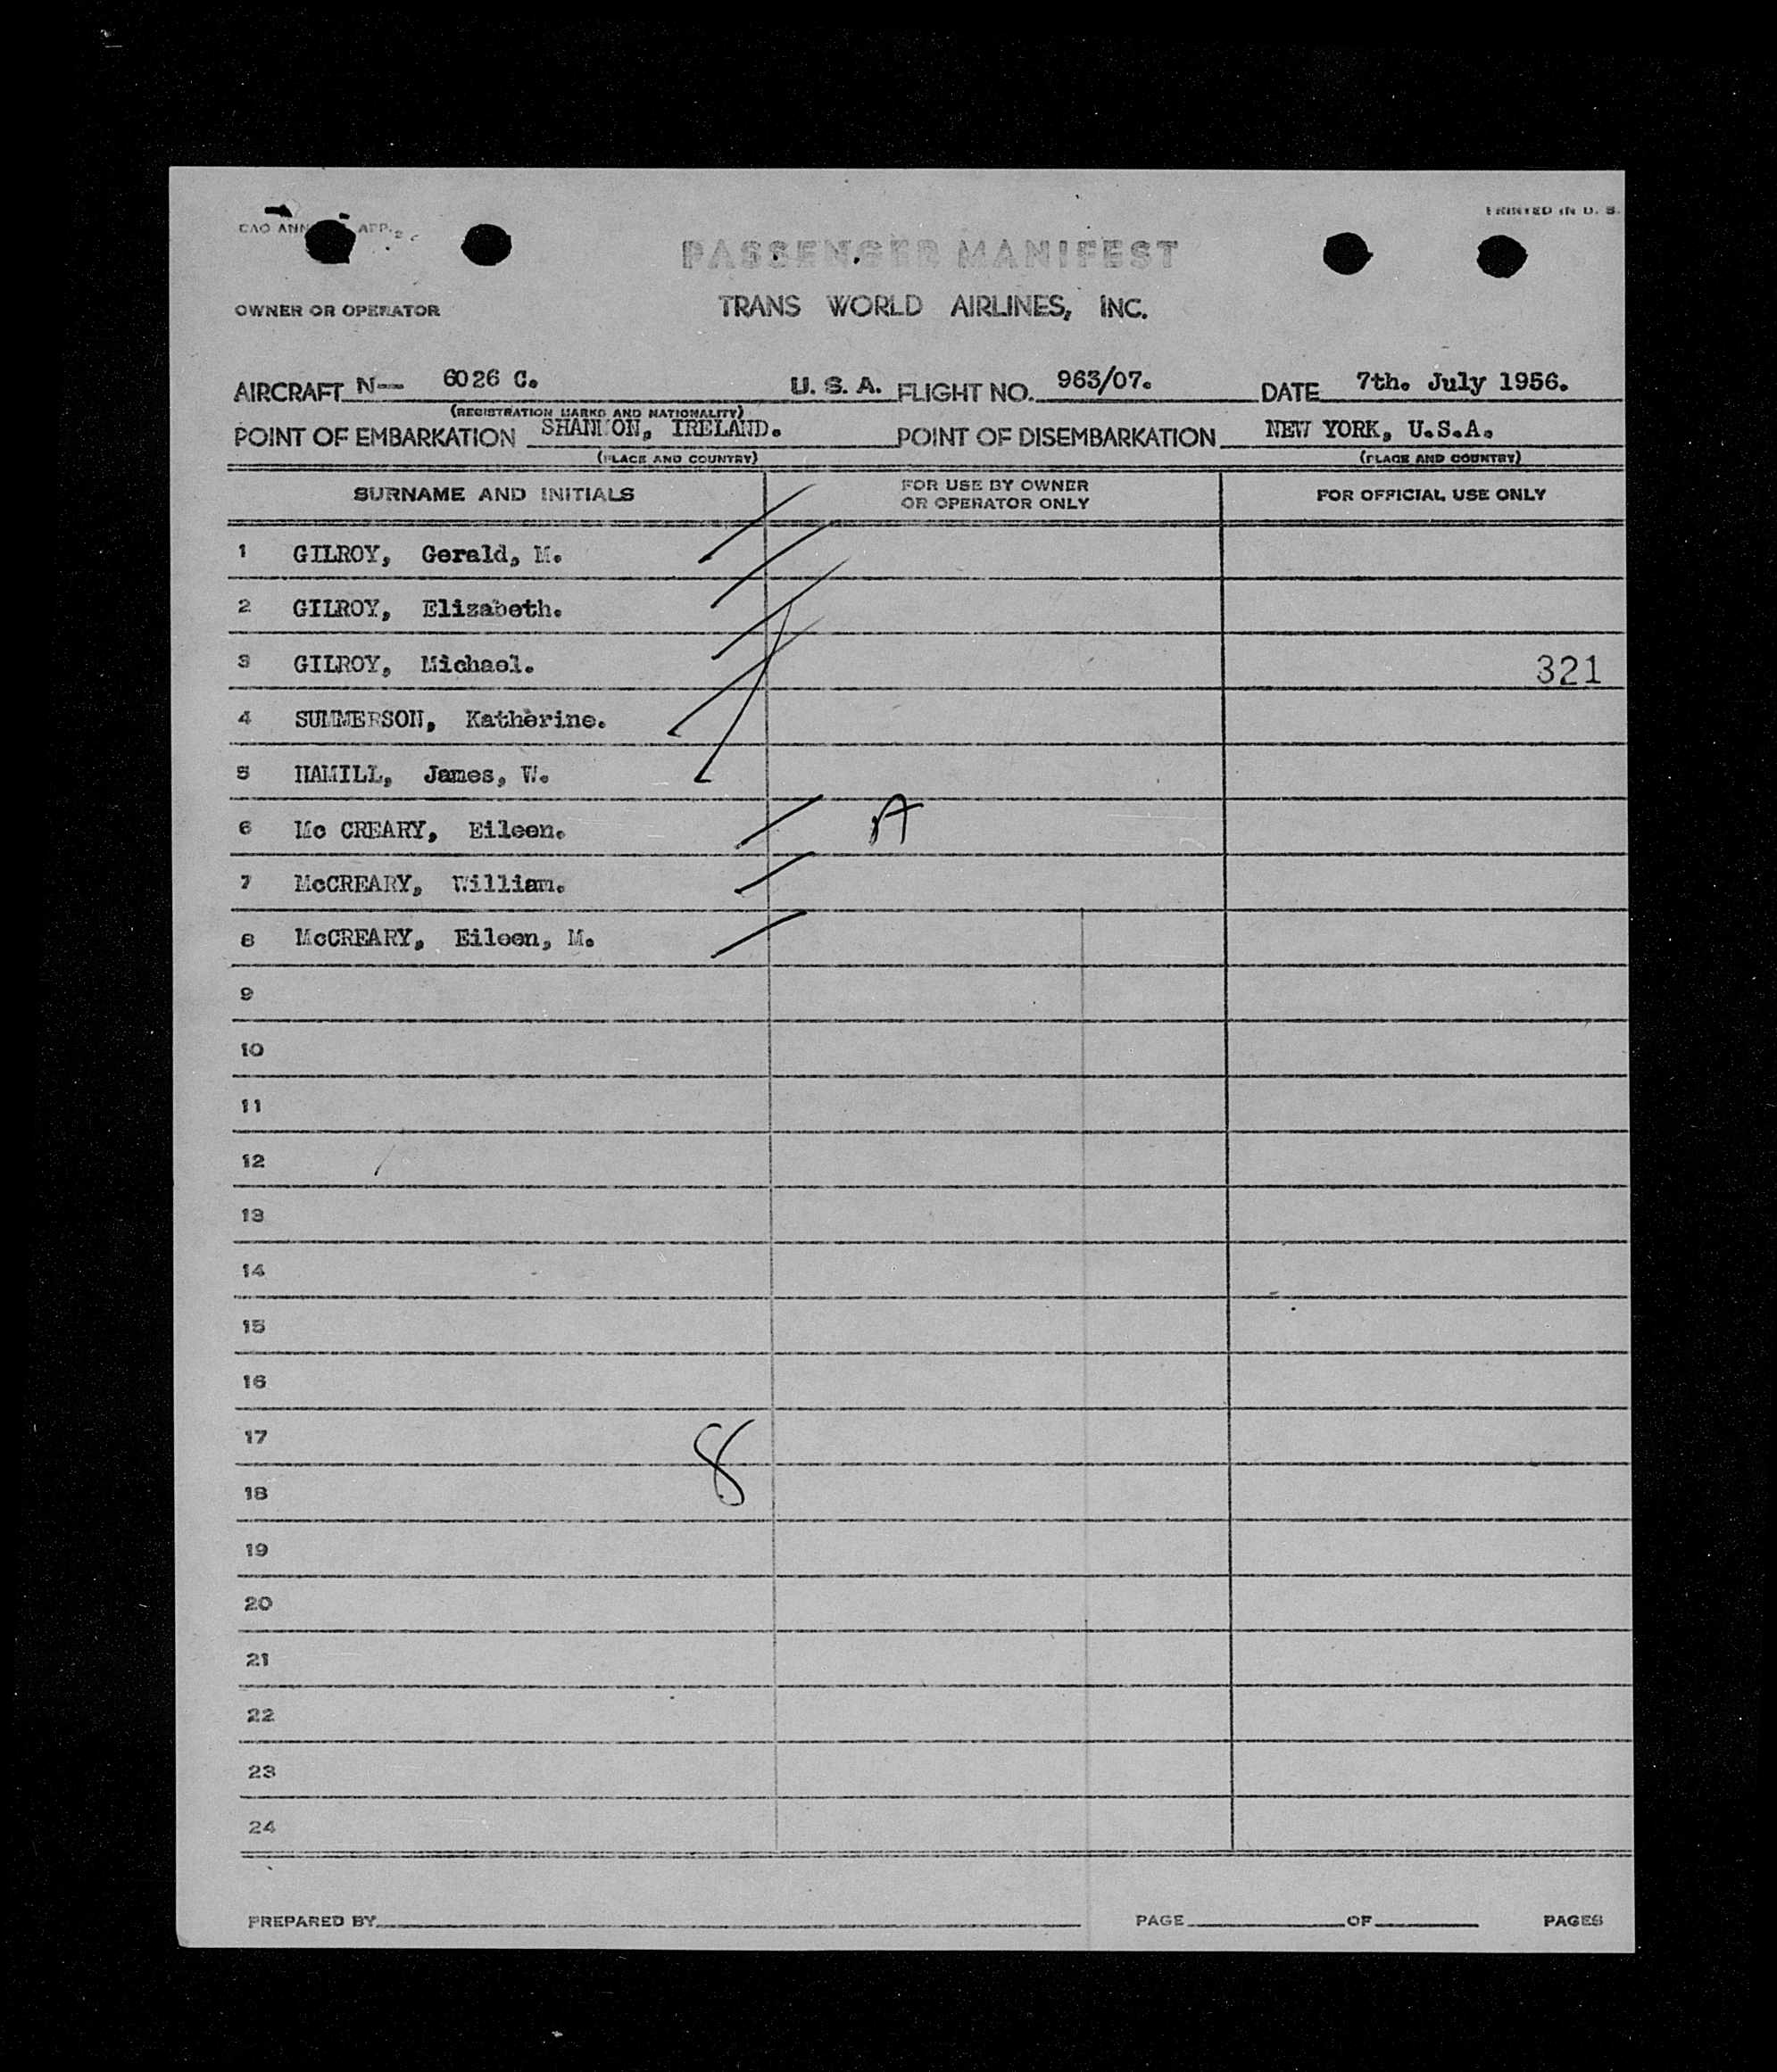 PRINTED IN U. S.
PASSENGER MANIFEST
OWNER OR OPERATOR TRANS WORLD AIRLINES, INC.
AIRCRAFT N-- 6026 C. U. S. A. FLIGHT NO. 963/07. DATE 7th. July 1956.
(REGISTRATION MARKS AND NATIONALITY)
POINT OF EMBARKATION SHANNON, IRELAND. POINT OF DISEMBARKATION NEW YORK, U.S.A.
(PLACE AND COUNTRY) (PLACE AND COUNTRY)
SURNAME AND INITIALS FOR USE BY OWNER OR OPERATOR ONLY FOR OFFICIAL USE ONLY
1 GILROY, Gerald, M.
2 GILROY, Elizabeth.
3 GILROY, Michael. 321
4 SUMMERSON, Katherine.
5 HAMILL, James, W.
6 Mc CREARY, Eileen. A
7 McCREARY, William.
8 McCREARY, Eileen, M.
9
10
11
12
13
14
15
16
17
8
18
19
20
21
22
23
24
PREPARED BY PAGE OF PAGES